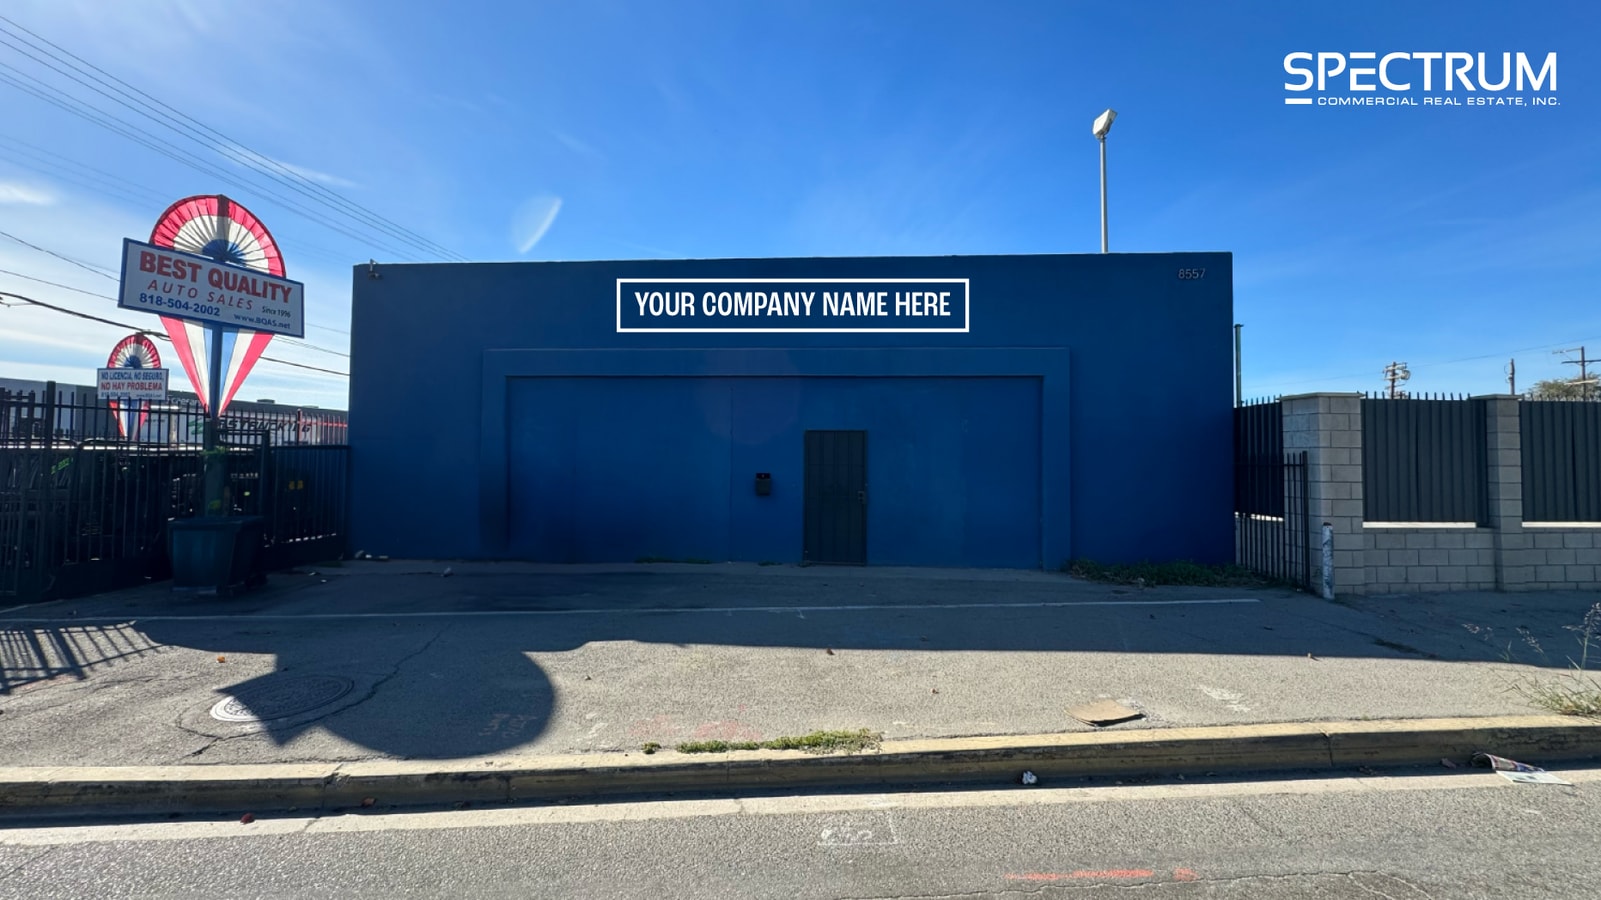 SPECTRUM
COMMERCIAL REAL ESTATE, INC.
8557
YOUR COMPANY NAME HERE
BEST QUALITY
AUTO SALES
818-504-2002
Since 1996
www.BQAS.net
NO LICENCIA, NO SEGURO,
NO HAY PROBLEMA